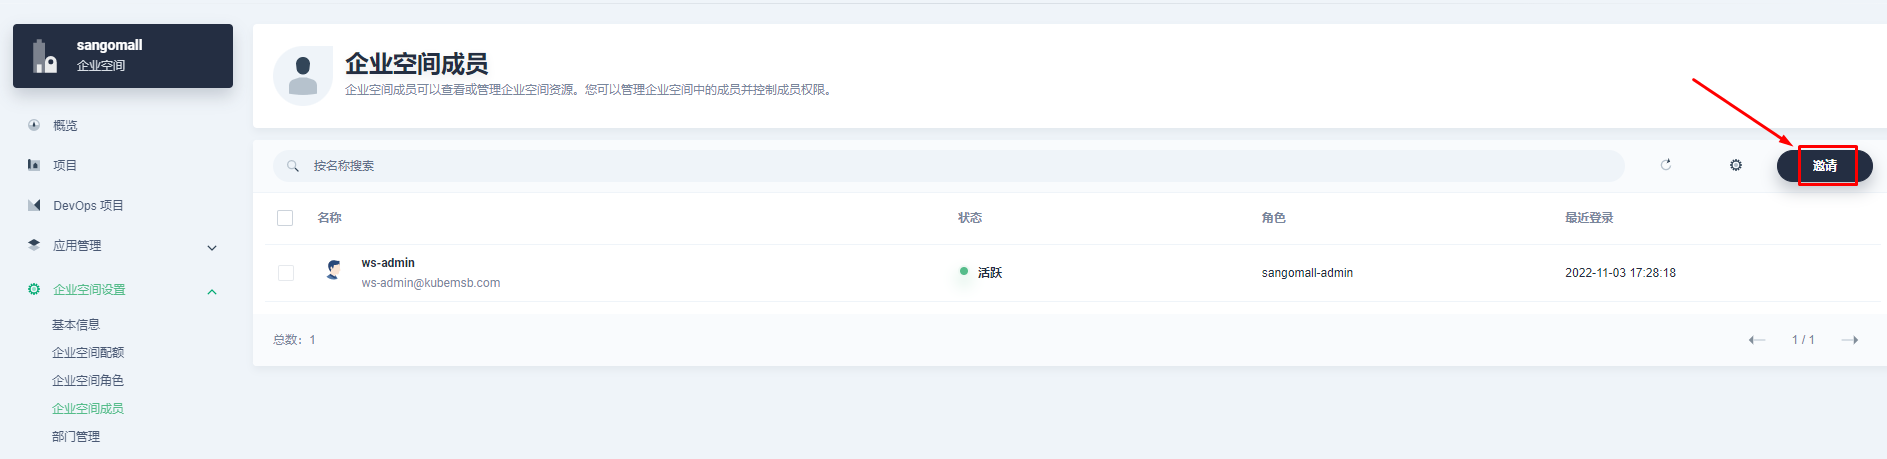 sangomall
企业空间
概览
项目
DevOps 项目
应用管理
企业空间设置
基本信息
企业空间配额
企业空间角色
企业空间成员
部门管理
企业空间成员
企业空间成员可以查看或管理企业空间资源。您可以管理企业空间中的成员并控制成员权限。
按名称搜索
邀请
名称 状态 角色 最近登录
ws-admin
ws-admin@kubemsb.com
活跃 sangomall-admin 2022-11-03 17:28:18
总数：1
1 / 1